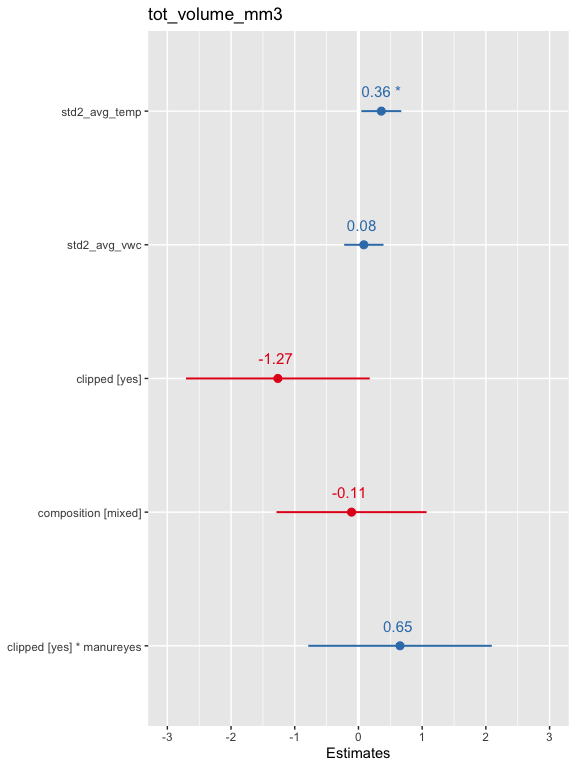 tot_volume_mm3
std2_avg_temp
0.36 *
std2_avg_vwc
0.08
clipped [yes]
-1.27
composition [mixed]
-0.11
clipped [yes] * manureyes
0.65
-3 -2 -1 0 1 2 3
Estimates